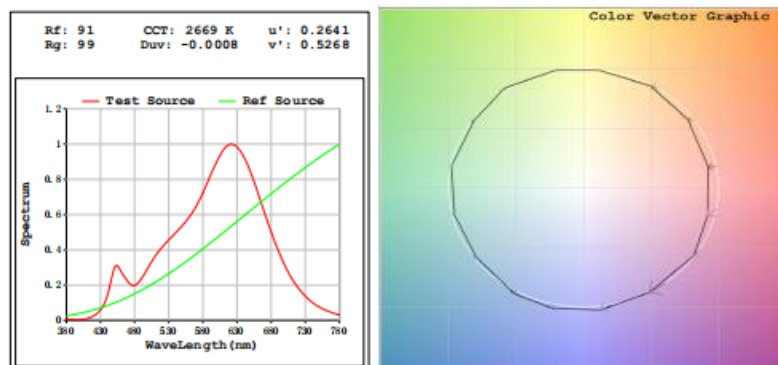 Rf: 91 CCT: 2669 K u': 0.2641
Rg: 99 Duv: -0.0008 v': 0.5268
Test Source Ref Source
1.2
1
0.8
0.6
0.4
0.2
0
380 430 480 530 580 630 680 730 780
Spectrum
WaveLength(nm)
Color Vector Graphic